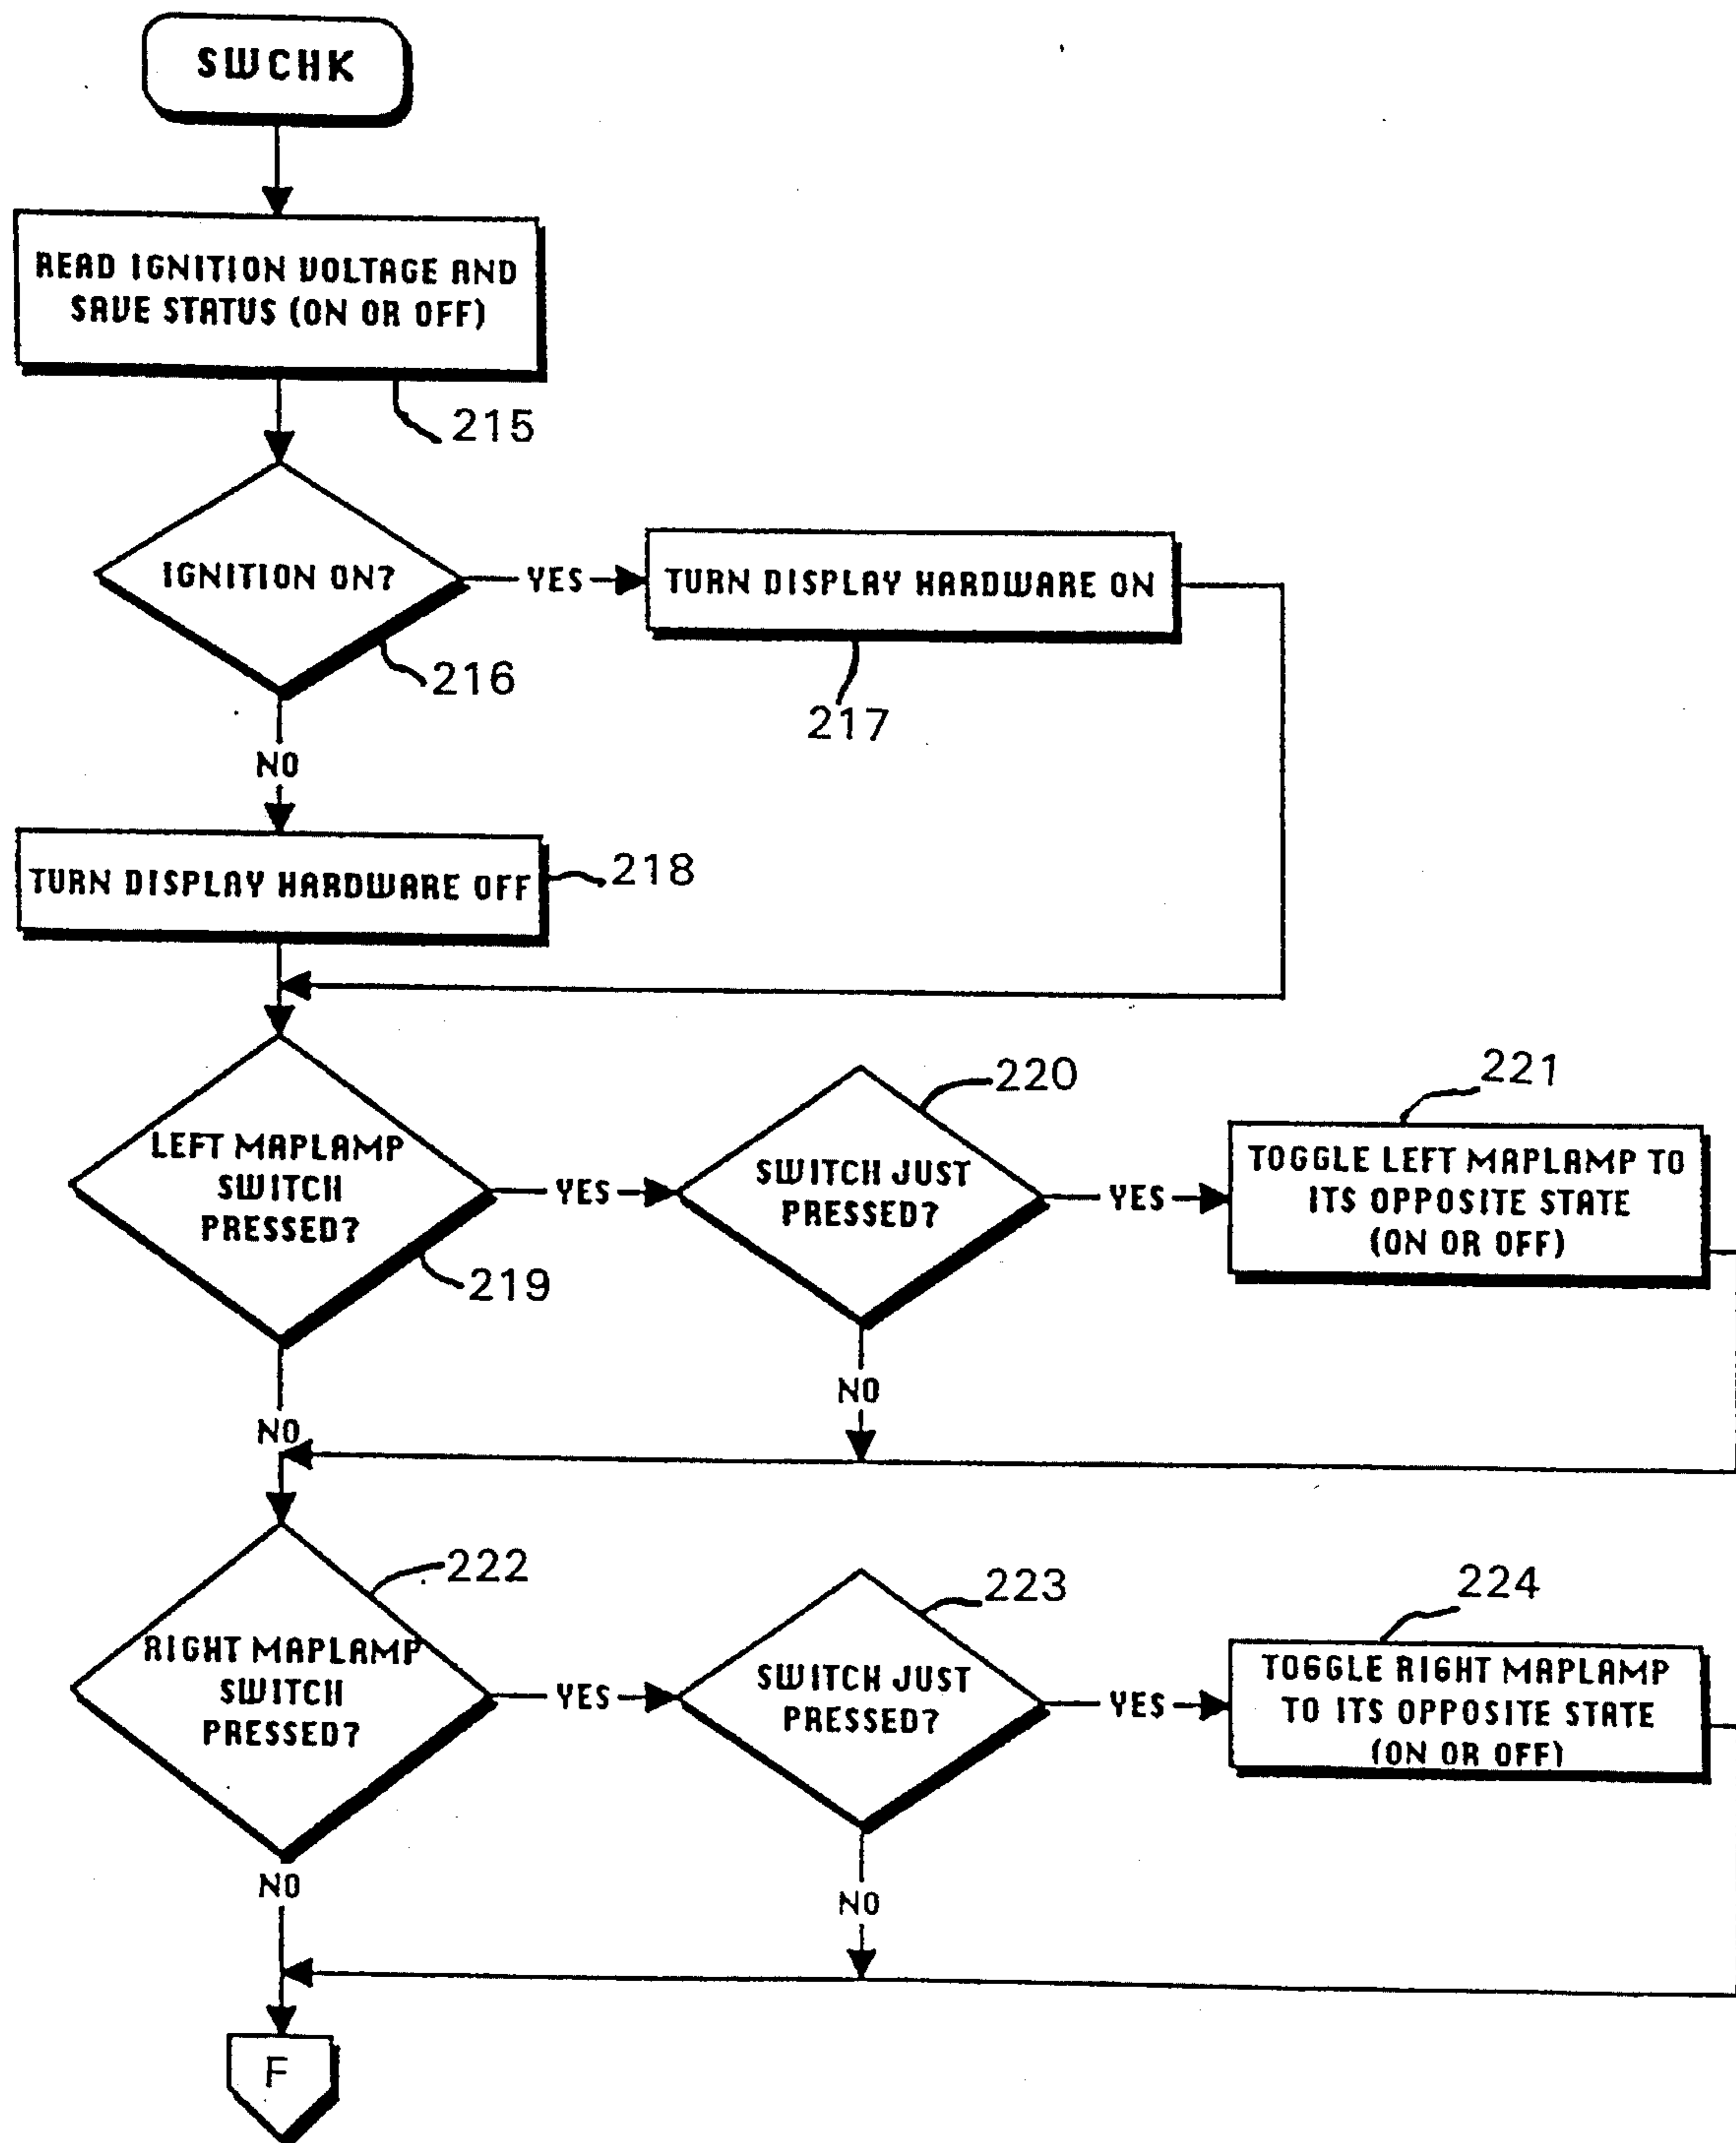 SWCHK
READ IGNITION VOLTAGE AND
SAVE STATUS (ON OR OFF)
215
IGNITION ON?
YES
TURN DISPLAY HARDWARE ON
216
217
NO
TURN DISPLAY HARDWARE OFF
218
LEFT MAPLAMP
SWITCH
PRESSED?
219
YES
220
SWITCH JUST
PRESSED?
YES
221
TOGGLE LEFT MAPLAMP TO
ITS OPPOSITE STATE
(ON OR OFF)
NO
NO
222
RIGHT MAPLAMP
SWITCH
PRESSED?
YES
223
SWITCH JUST
PRESSED?
YES
224
TOGGLE RIGHT MAPLAMP
TO ITS OPPOSITE STATE
(ON OR OFF)
NO
NO
F